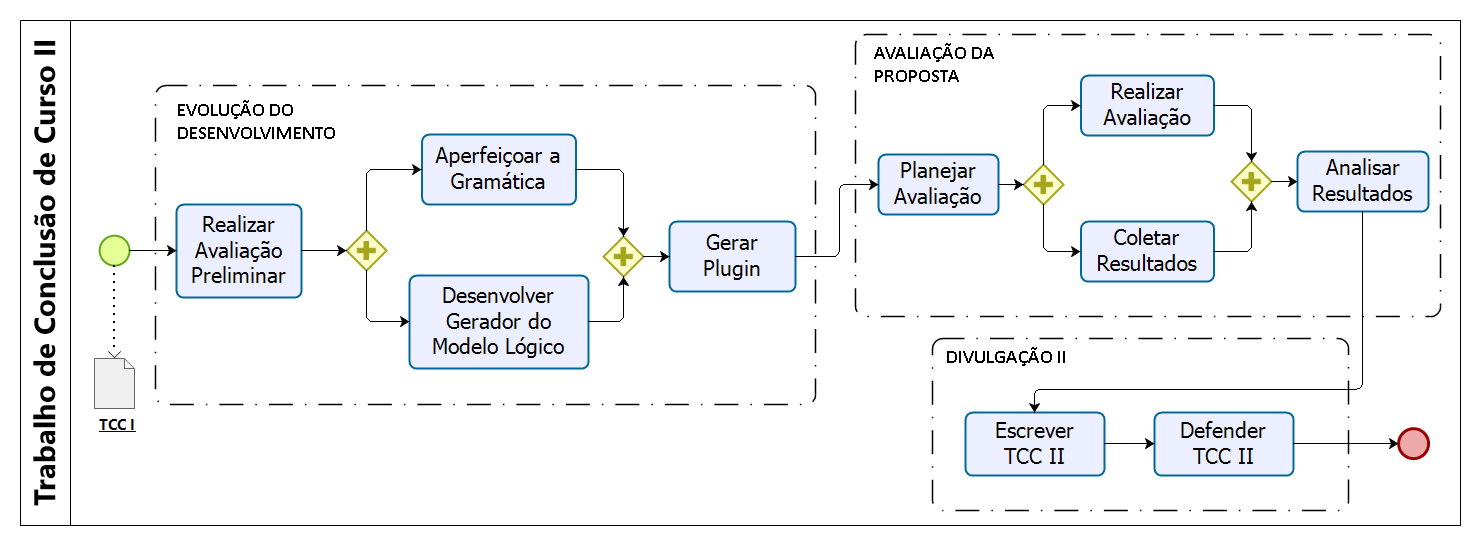 Trabalho de Conclusão de Curso II
TCC I
EVOLUÇÃO DO
DESENVOLVIMENTO
Realizar
Avaliação
Preliminar
Aperfeiçoar a
Gramática
Desenvolver
Gerador do
Modelo Lógico
Gerar
Plugin
AVALIAÇÃO DA
PROPOSTA
Planejar
Avaliação
Realizar
Avaliação
Coletar
Resultados
Analisar
Resultados
DIVULGAÇÃO II
Escrever
TCC II
Defender
TCC II